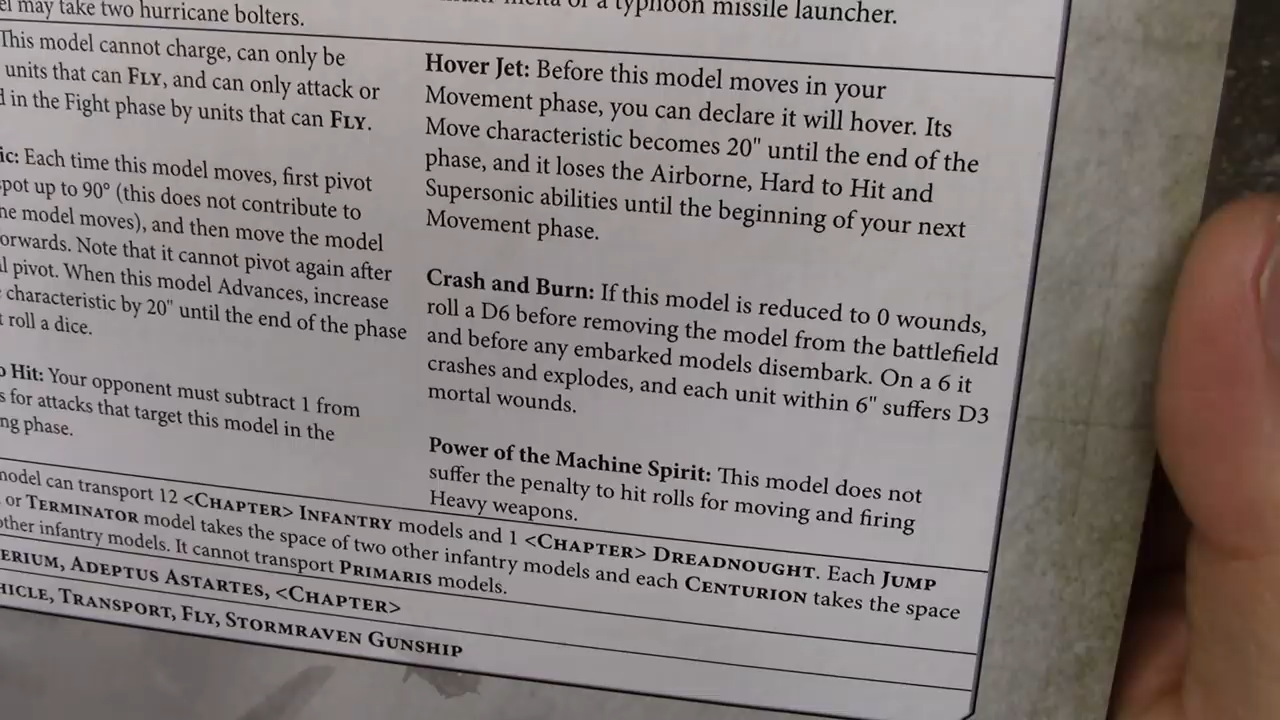 may take two hurricane bolters.
a typhoon missile launcher.
This model cannot charge, can only be
units that can FLY, and can only attack or
in the Fight phase by units that can FLY.
Each time this model moves, first pivot
up to 90° (this does not contribute to
model moves), and then move the model
Note that it cannot pivot again after
pivot. When this model Advances, increase
characteristic by 20" until the end of the phase
roll a dice.
Hit: Your opponent must subtract 1 from
for attacks that target this model in the
phase.
Hover Jet: Before this model moves in your
Movement phase, you can declare it will hover. Its
Move characteristic becomes 20" until the end of the
phase, and it loses the Airborne, Hard to Hit and
Supersonic abilities until the beginning of your next
Movement phase.
Crash and Burn: If this model is reduced to 0 wounds,
roll a D6 before removing the model from the battlefield
and before any embarked models disembark. On a 6 it
crashes and explodes, and each unit within 6" suffers D3
mortal wounds.
Power of the Machine Spirit: This model does not
suffer the penalty to hit rolls for moving and firing
Heavy weapons.
model can transport 12 <CHAPTER> INFANTRY models and 1 <CHAPTER> DREADNOUGHT. Each JUMP
or TERMINATOR model takes the space of two other infantry models and each CENTURION takes the space
other infantry models. It cannot transport PRIMARIS models.
ADEPTUS ASTARTES, <CHAPTER>
TRANSPORT, FLY, STORMRAVEN GUNSHIP